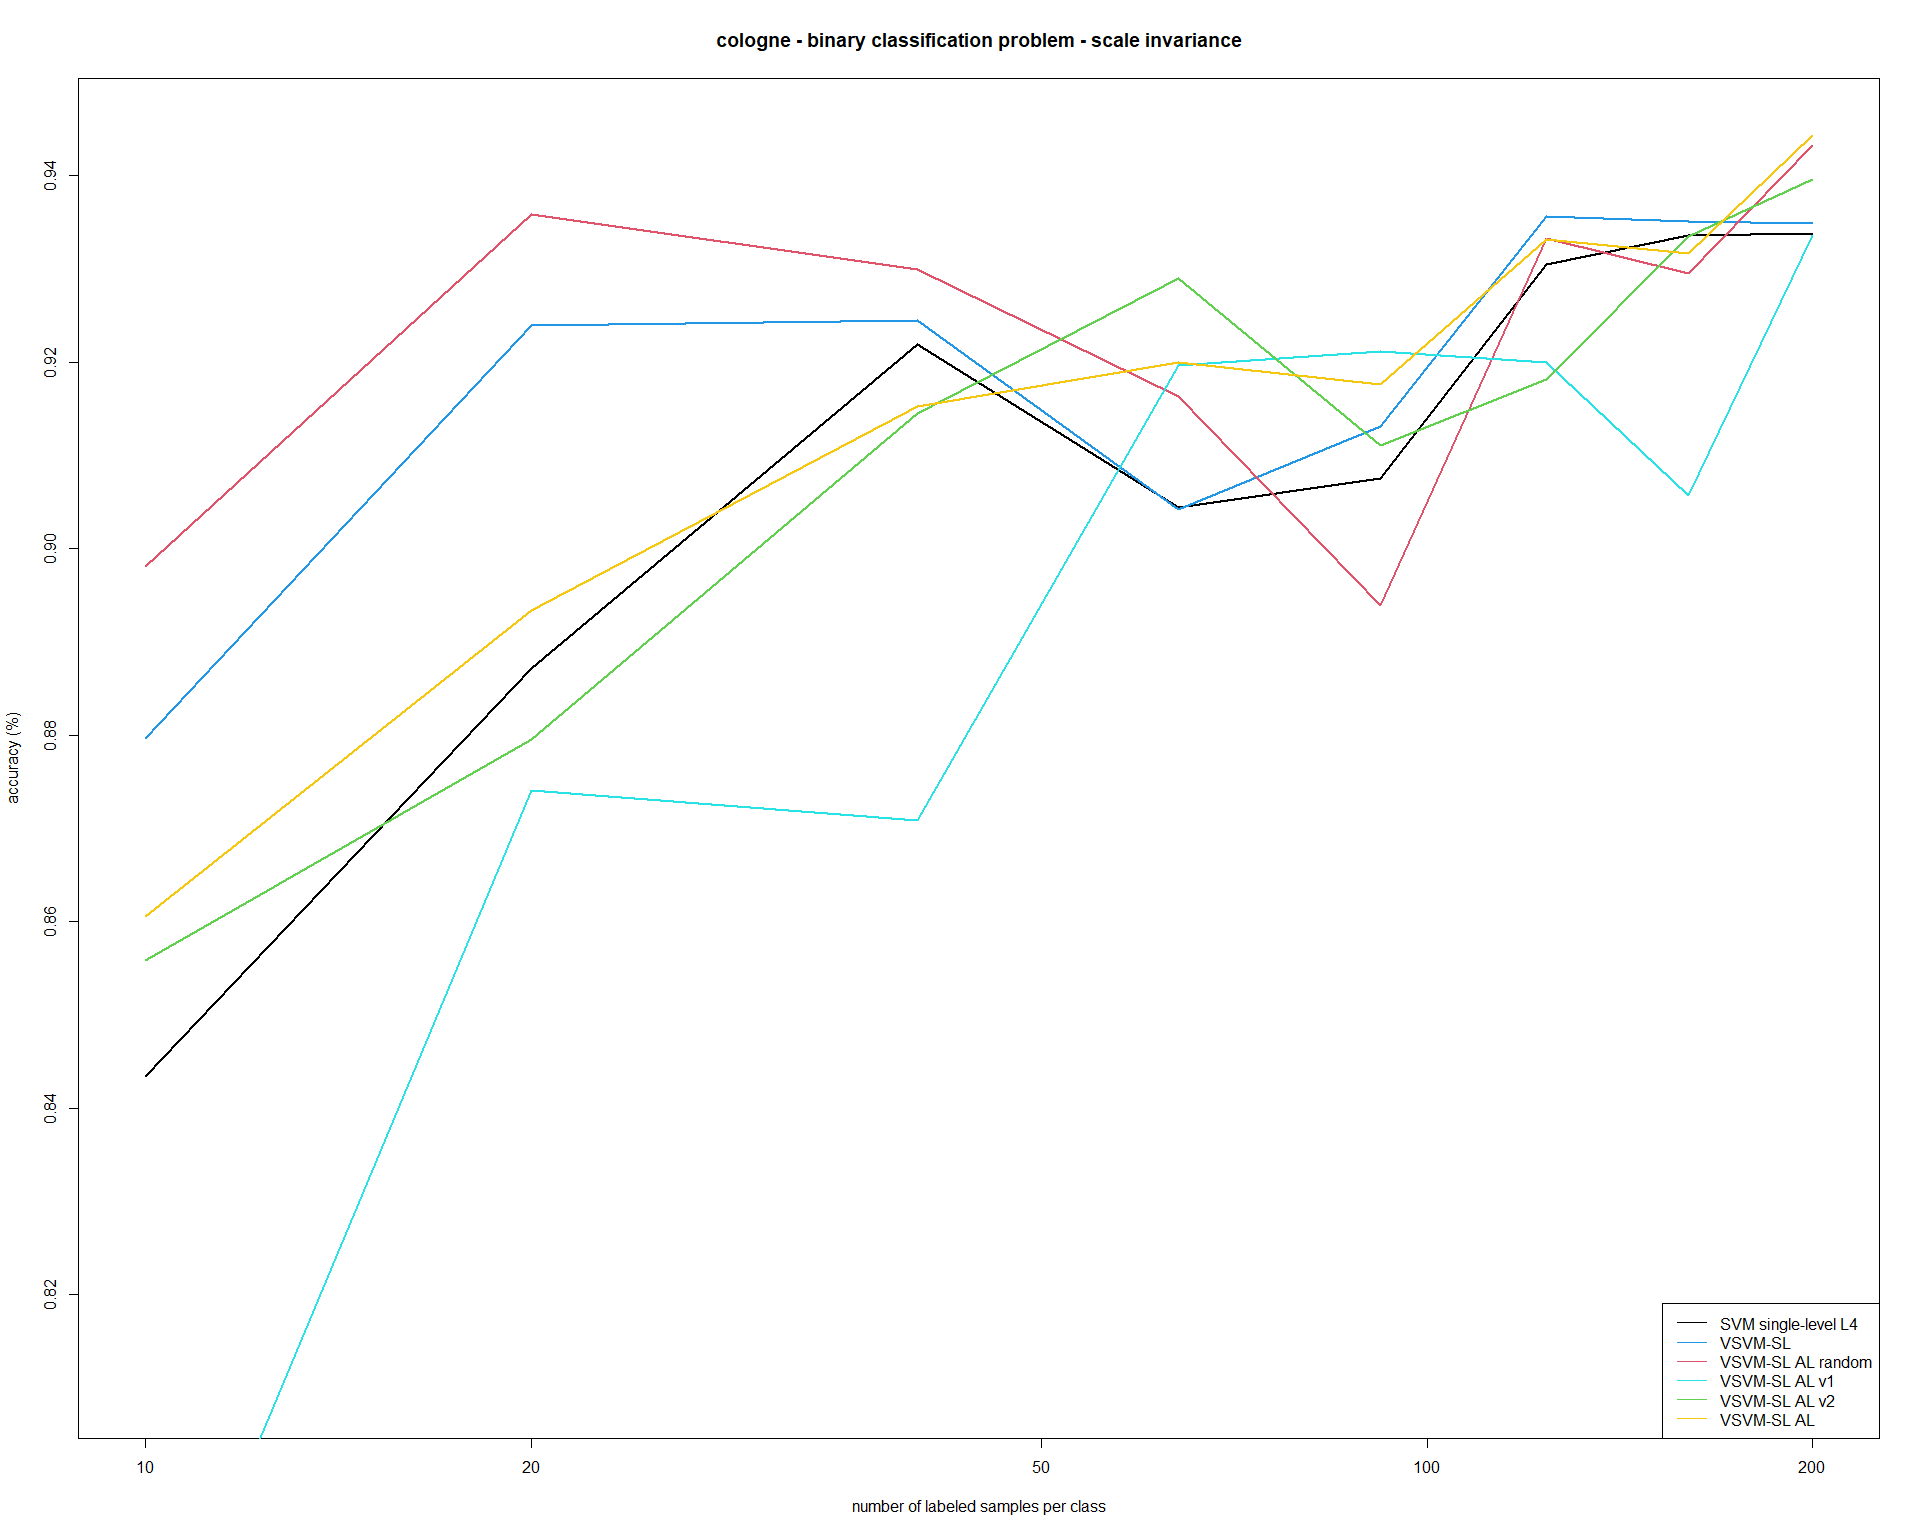 cologne - binary classification problem - scale invariance
accuracy (%)
0.94
0.92
0.90
0.88
0.86
0.84
0.82
SVM single-level L4
VSVM-SL
VSVM-SL AL random
VSVM-SL AL v1
VSVM-SL AL v2
VSVM-SL AL
10 20 50 100 200
number of labeled samples per class